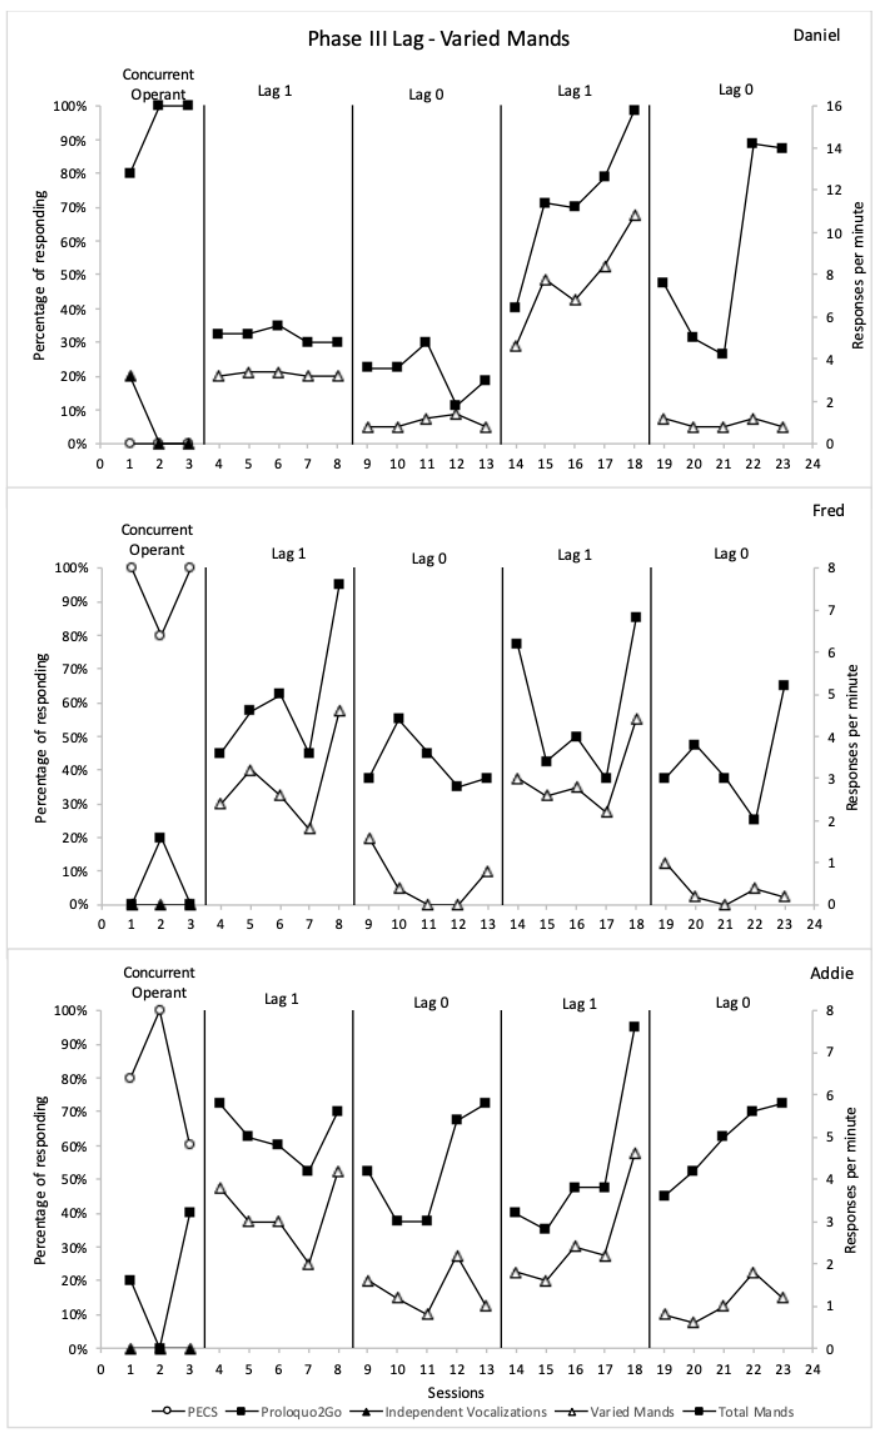 Phase III Lag - Varied Mands
Daniel
Concurrent
Operant
Lag 1
Lag 0
Lag 1
Lag 0
100%
90%
80%
70%
60%
50%
40%
30%
20%
10%
0%
Percentage of responding
16
14
12
10
8
6
4
2
0
Responses per minute
0 1 2 3 4 5 6 7 8 9 10 11 12 13 14 15 16 17 18 19 20 21 22 23 24
Fred
Concurrent
Operant
Lag 1
Lag 0
Lag 1
Lag 0
100%
90%
80%
70%
60%
50%
40%
30%
20%
10%
0%
Percentage of responding
8
7
6
5
4
3
2
1
0
Responses per minute
0 1 2 3 4 5 6 7 8 9 10 11 12 13 14 15 16 17 18 19 20 21 22 23 24
Addie
Concurrent
Operant
Lag 1
Lag 0
Lag 1
Lag 0
100%
90%
80%
70%
60%
50%
40%
30%
20%
10%
0%
Percentage of responding
8
7
6
5
4
3
2
1
0
Responses per minute
0 1 2 3 4 5 6 7 8 9 10 11 12 13 14 15 16 17 18 19 20 21 22 23 24
Sessions
PECS Proloquo2Go Independent Vocalizations Varied Mands Total Mands